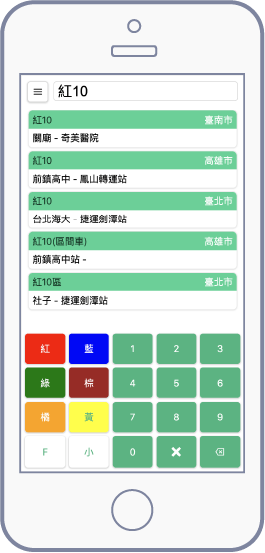 紅10
紅10 臺南市
關廟 - 奇美醫院
紅10 高雄市
前鎮高中 - 鳳山轉運站
紅10 臺北市
台北海大 - 捷運劍潭站
紅10(區間車) 高雄市
前鎮高中站 -
紅10區 臺北市
社子 - 捷運劍潭站
紅 藍 1 2 3
綠 棕 4 5 6
橘 黃 7 8 9
F 小 0